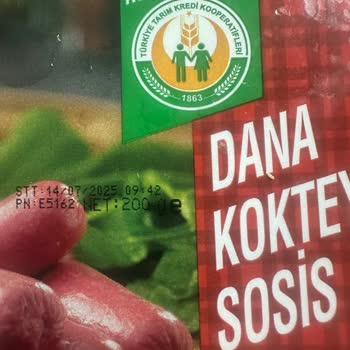 TÜRKİYE TARIM KREDİ KOOPERATİFLERİ
1863
STT:14/07/2025 09:42
PN:E5162 NET:200 g e
DANA
KOKTEY
SOSİS